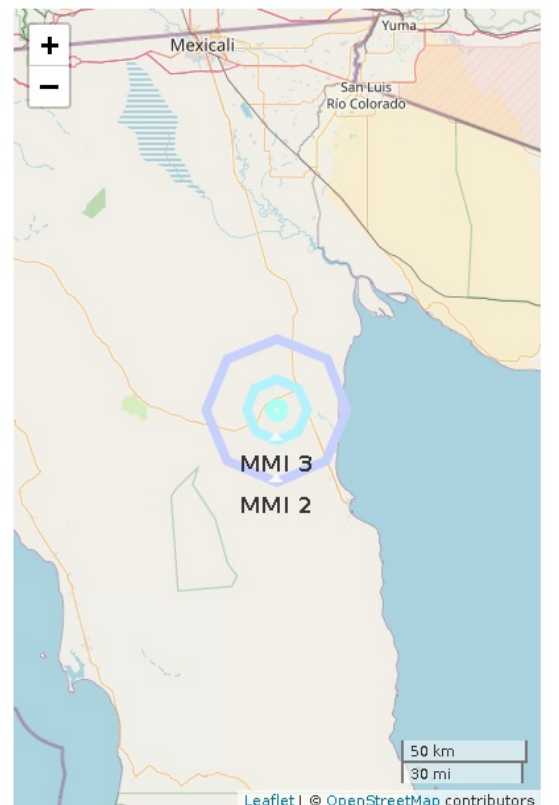 +
Yuma
Mexicali
−
San Luis
Río Colorado
MMI 3
MMI 2
50 km
30 mi
Leaflet | © OpenStreetMap contributors